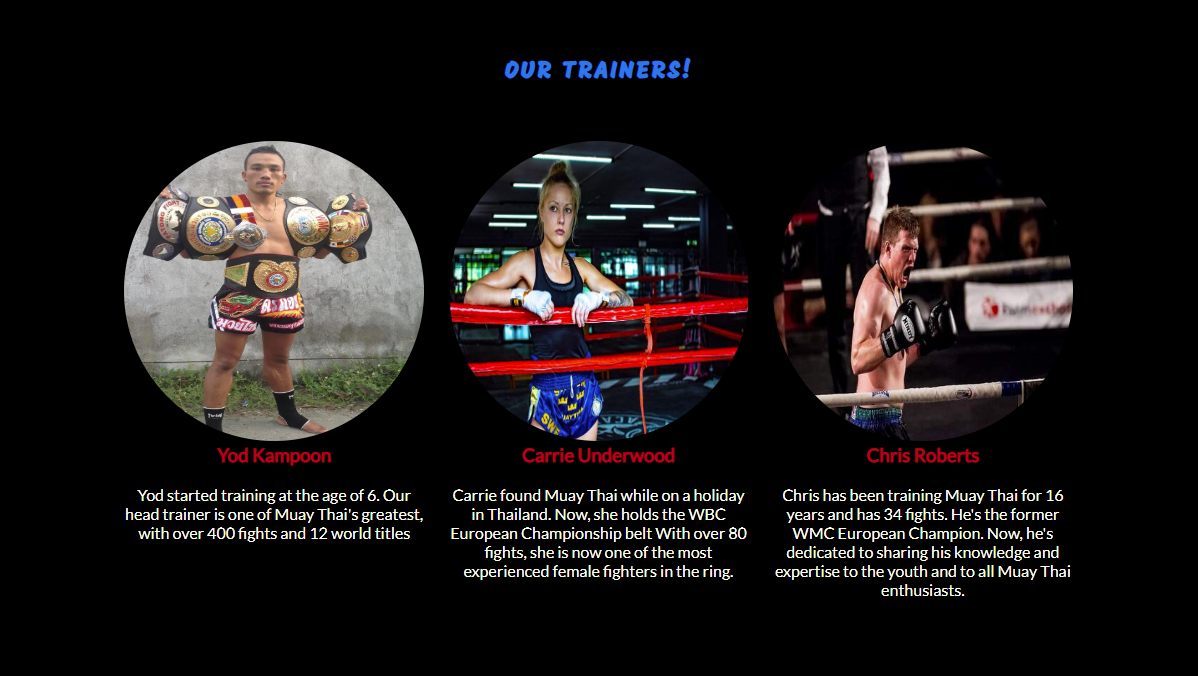 OUR TRAINERS!
Yod Kampoon
Yod started training at the age of 6. Our
head trainer is one of Muay Thai's greatest,
with over 400 fights and 12 world titles
Carrie Underwood
Carrie found Muay Thai while on a holiday
in Thailand. Now, she holds the WBC
European Championship belt With over 80
fights, she is now one of the most
experienced female fighters in the ring.
Chris Roberts
Chris has been training Muay Thai for 16
years and has 34 fights. He's the former
WMC European Champion. Now, he's
dedicated to sharing his knowledge and
expertise to the youth and to all Muay Thai
enthusiasts.